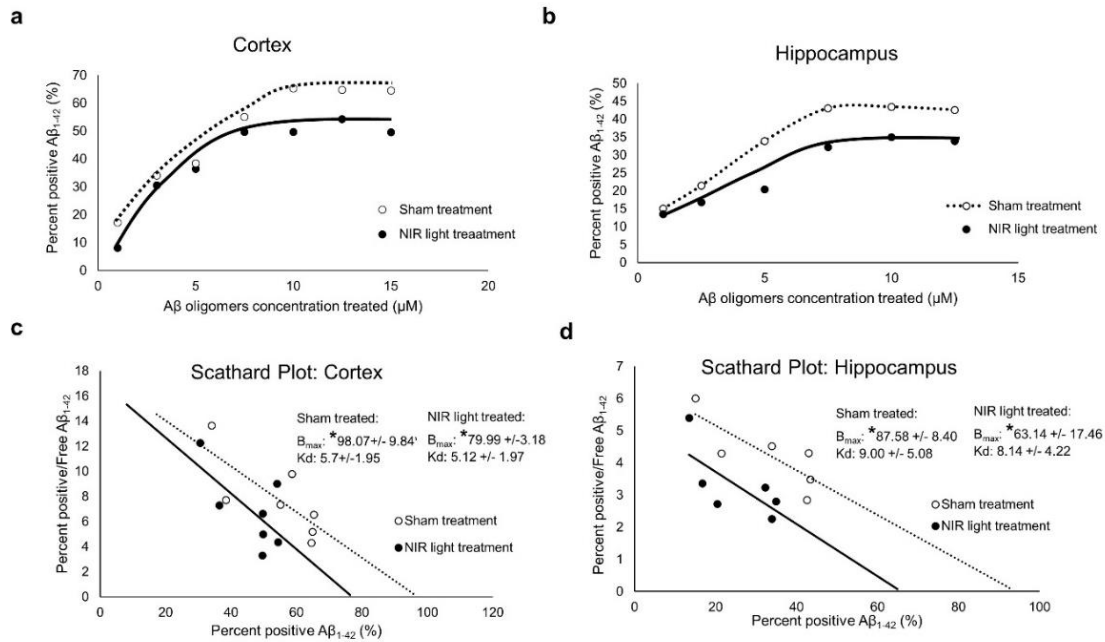 a
Cortex
Percent positive Aβ1-42 (%)
70
60
50
40
30
20
10
0
0 5 10 15 20
Aβ oligomers concentration treated (µM)
Sham treatment
NIR light treaatment
b
Hippocampus
Percent positive Aβ1-42 (%)
50
45
40
35
30
25
20
15
10
5
0
0 5 10 15
Aβ oligomers concentration treated (µM)
Sham treatment
NIR light treatment
c
Scathard Plot: Cortex
Percent positive/Free Aβ1-42
18
16
14
12
10
8
6
4
2
0
0 20 40 60 80 100 120
Percent positive Aβ1-42 (%)
Sham treated:
Bmax: *98.07+/- 9.84
Kd: 5.7+/-1.95
NIR light treated:
Bmax: *79.99 +/-3.18
Kd: 5.12 +/- 1.97
Sham treatment
NIR light treatment
d
Scathard Plot: Hippocampus
Percent positive/Free Aβ1-42
7
6
5
4
3
2
1
0
0 20 40 60 80 100
Percent positive Aβ1-42 (%)
Sham treated:
Bmax: *87.58 +/- 8.40
Kd: 9.00 +/- 5.08
NIR light treated:
Bmax: *63.14 +/- 17.46
Kd: 8.14 +/- 4.22
Sham treatment
NIR light treatment